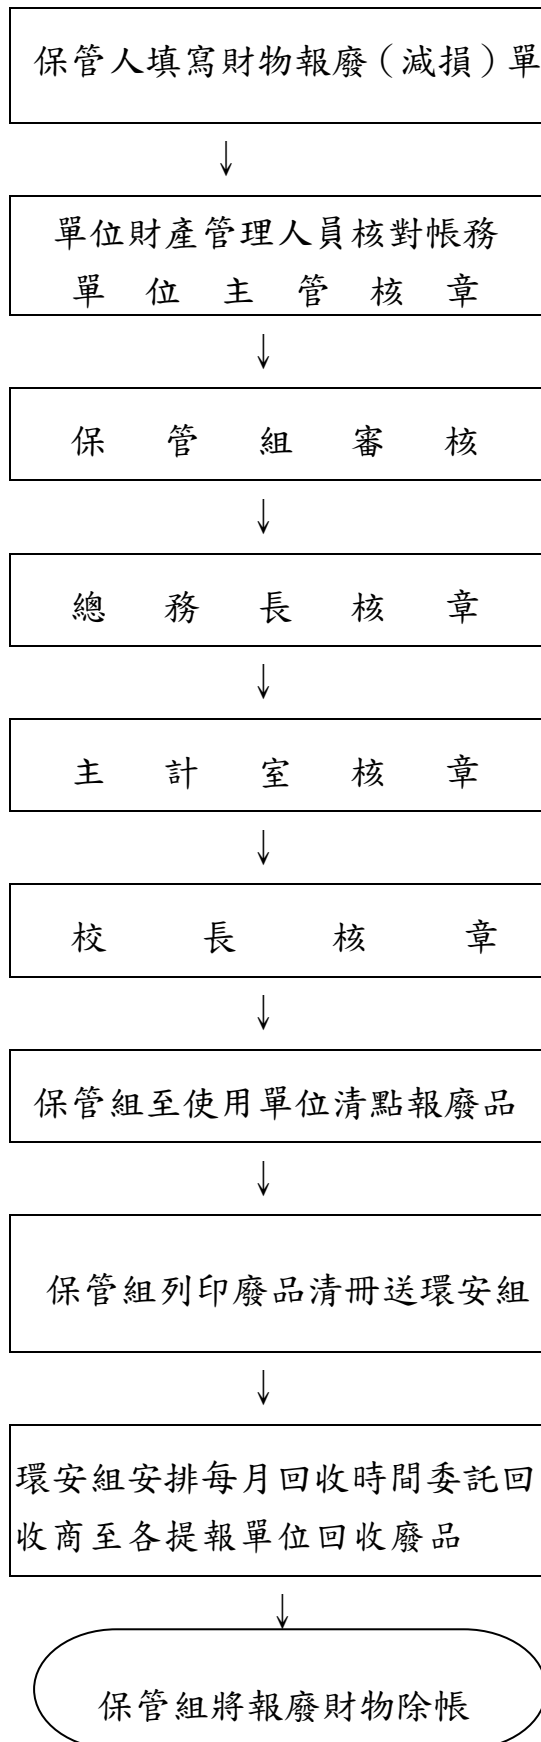 保管人填寫財物報廢（減損）單
↓
單位財產管理人員核對帳務
單位主管核章
↓
保管組審核
↓
總務長核章
↓
主計室核章
↓
校長核章
↓
保管組至使用單位清點報廢品
↓
保管組列印廢品清冊送環安組
↓
環安組安排每月回收時間委託回
收商至各提報單位回收廢品
↓
保管組將報廢財物除帳